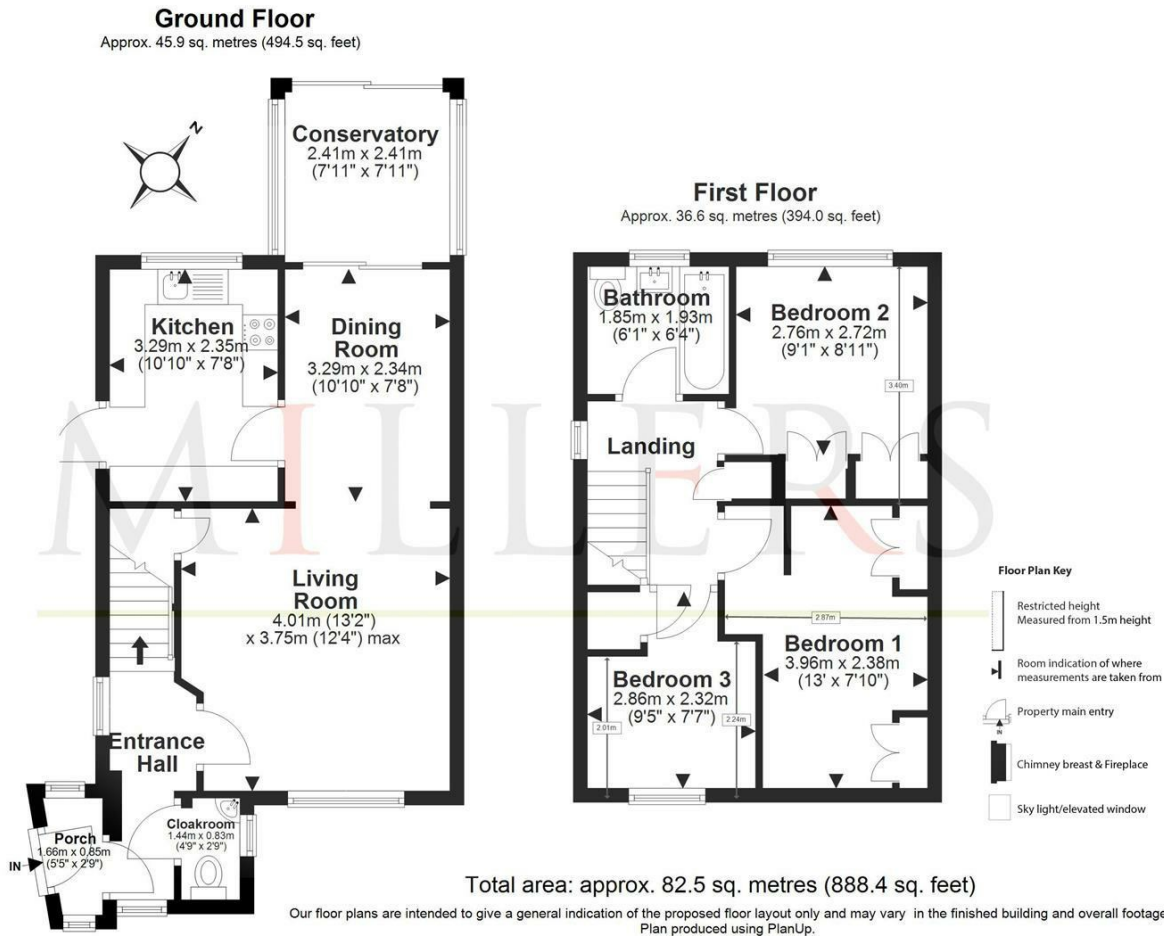 Ground Floor
Approx. 45.9 sq. metres (494.5 sq. feet)
N
Conservatory
2.41m x 2.41m
(7'11" x 7'11")
Kitchen
3.29m x 2.35m
(10'10" x 7'8")
Dining
Room
3.29m x 2.34m
(10'10" x 7'8")
Living
Room
4.01m (13'2")
x 3.75m (12'4") max
Entrance
Hall
Cloakroom
1.44m x 0.83m
(4'9" x 2'9")
Porch
1.66m x 0.85m
(5'5" x 2'9")
IN
First Floor
Approx. 36.6 sq. metres (394.0 sq. feet)
Bathroom
1.85m x 1.93m
(6'1" x 6'4")
Bedroom 2
2.76m x 2.72m
(9'1" x 8'11")
3.40m
Landing
2.87m
Bedroom 1
3.96m x 2.38m
(13' x 7'10")
Bedroom 3
2.86m x 2.32m
(9'5" x 7'7")
2.01m
2.24m
MILLERS
Floor Plan Key
Restricted height
Measured from 1.5m height
Room indication of where
measurements are taken from
Property main entry
IN
Chimney breast & Fireplace
Sky light/elevated window
Total area: approx. 82.5 sq. metres (888.4 sq. feet)
Our floor plans are intended to give a general indication of the proposed floor layout only and may vary in the finished building and overall footage
Plan produced using PlanUp.